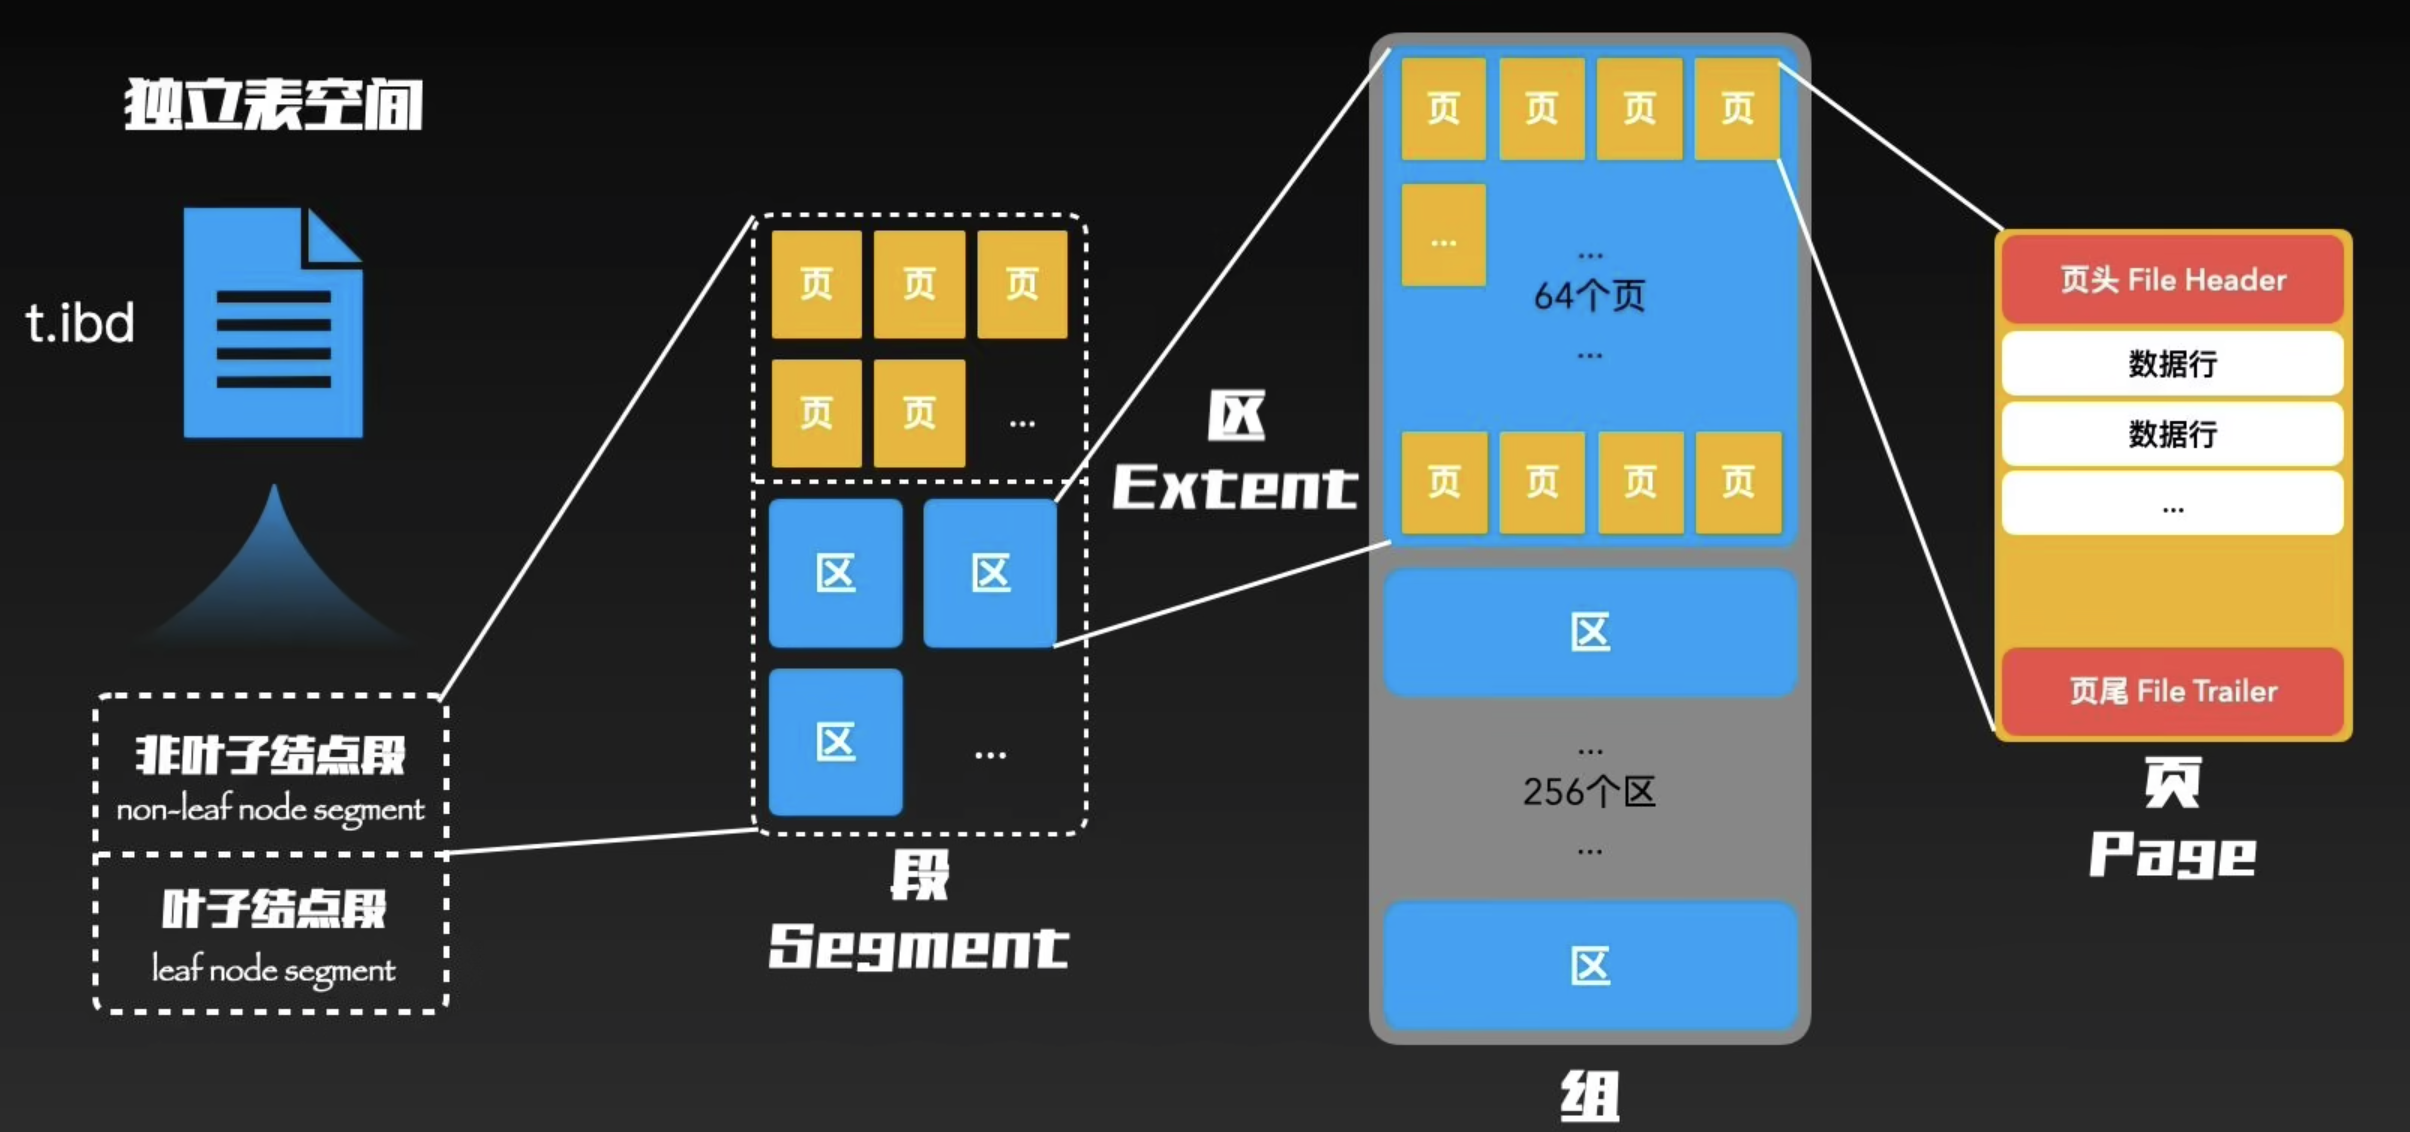 独立表空间
t.ibd
非叶子结点段
non-leaf node segment
叶子结点段
leaf node segment
页 页 页
页 页 ...
区 区
区 ...
段
Segment
区
Extent
页 页 页 页
...
...
64个页
...
页 页 页 页
区
...
256个区
...
区
组
页头 File Header
数据行
数据行
...
页尾 File Trailer
页
Page